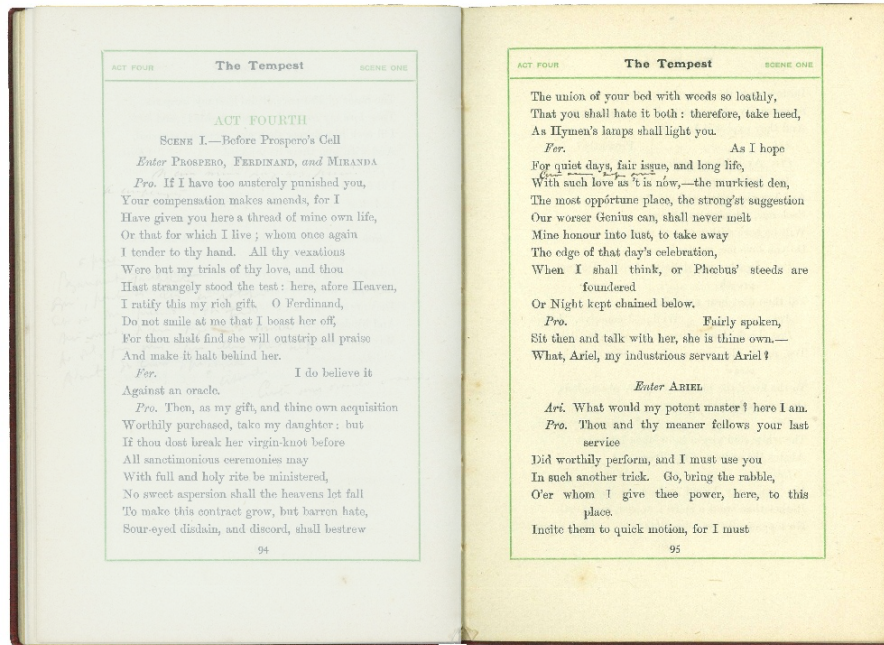 ACT FOUR The Tempest SCENE ONE
ACT FOURTH
SCENE I.—Before Prospero's Cell
Enter PROSPERO, FERDINAND, and MIRANDA
Pro. If I have too austerely punished you,
Your compensation makes amends, for I
Have given you here a thread of mine own life,
Or that for which I live; whom once again
I tender to thy hand. All thy vexations
Were but my trials of thy love, and thou
Hast strangely stood the test: here, afore Heaven,
I ratify this my rich gift. O Ferdinand,
Do not smile at me that I boast her off,
For thou shalt find she will outstrip all praise
And make it halt behind her.
Fer. I do believe it
Against an oracle.
Pro. Then, as my gift, and thine own acquisition
Worthily purchased, take my daughter: but
If thou dost break her virgin-knot before
All sanctimonious ceremonies may
With full and holy rite be ministered,
No sweet aspersion shall the heavens let fall
To make this contract grow, but barren hate,
Sour-eyed disdain, and discord, shall bestrew
94
ACT FOUR The Tempest SCENE ONE
The union of your bed with weeds so loathly,
That you shall hate it both: therefore, take heed,
As Hymen's lamps shall light you.
Fer. As I hope
For quiet days, fair issue, and long life,
With such love as 't is now,—the murkiest den,
The most oppórtune place, the strong'st suggestion
Our worser Genius can, shall never melt
Mine honour into lust, to take away
The edge of that day's celebration,
When I shall think, or Phœbus' steeds are
foundered
Or Night kept chained below.
Pro. Fairly spoken,
Sit then and talk with her, she is thine own.—
What, Ariel, my industrious servant Ariel?
Enter ARIEL
Ari. What would my potent master? here I am.
Pro. Thou and thy meaner fellows your last
service
Did worthily perform, and I must use you
In such another trick. Go, bring the rabble,
O'er whom I give thee power, here, to this
place.
Incite them to quick motion, for I must
95